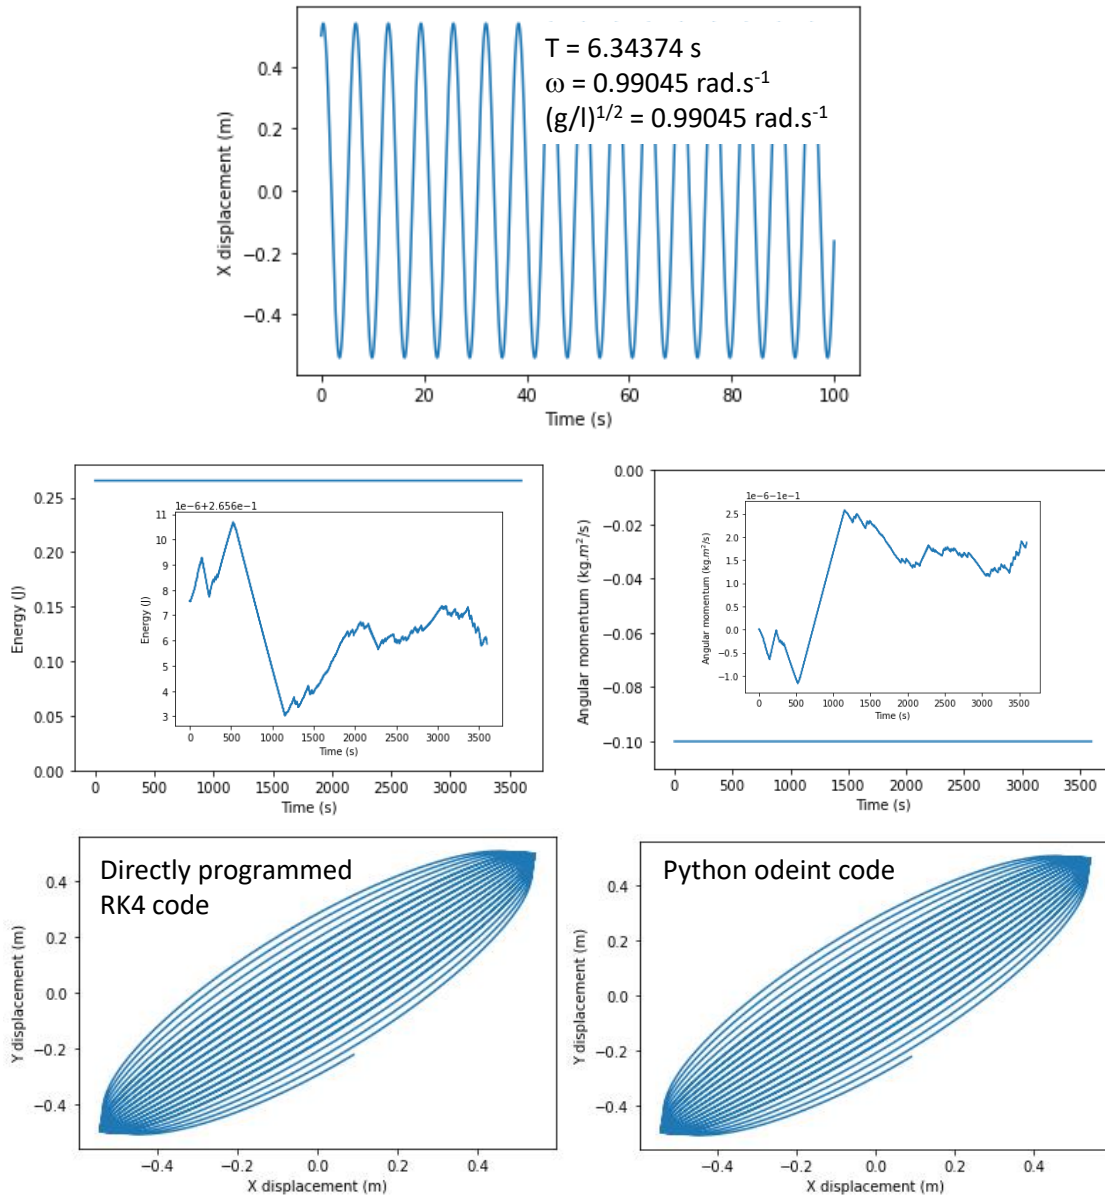 T = 6.34374 s
ω = 0.99045 rad.s-1
(g/l)1/2 = 0.99045 rad.s-1
X displacement (m)
0.4
0.2
0.0
−0.2
−0.4
0 20 40 60 80 100
Time (s)
Energy (J)
0.25
0.20
0.15
0.10
0.05
0.00
0 500 1000 1500 2000 2500 3000 3500
Time (s)
1e-6+2.656e-1
Energy (J)
11
10
9
8
7
6
5
4
3
0 500 1000 1500 2000 2500 3000 3500
Time (s)
Angular momentum (kg.m²/s)
0.00
−0.02
−0.04
−0.06
−0.08
−0.10
0 500 1000 1500 2000 2500 3000 3500
Time (s)
1e-6-1e-1
Angular momentum (kg.m²/s)
2.5
2.0
1.5
1.0
0.5
0.0
−0.5
−1.0
0 500 1000 1500 2000 2500 3000 3500
Time (s)
Directly programmed
RK4 code
Y displacement (m)
0.4
0.2
0.0
−0.2
−0.4
−0.4 −0.2 0.0 0.2 0.4
X displacement (m)
Python odeint code
Y displacement (m)
0.4
0.2
0.0
−0.2
−0.4
−0.4 −0.2 0.0 0.2 0.4
X displacement (m)